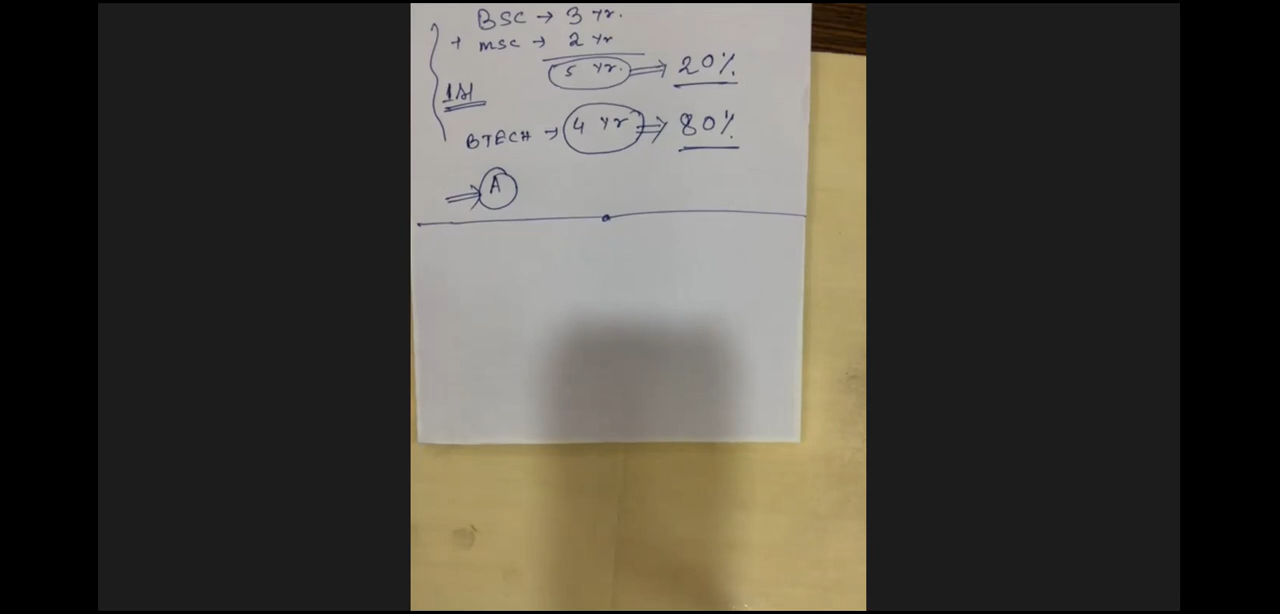 BSC → 3 Yr.
+ MSC → 2 Yr
5 Yr. ⇒ 20%
BTECH → 4 Yr ⇒ 80%
⇒ A